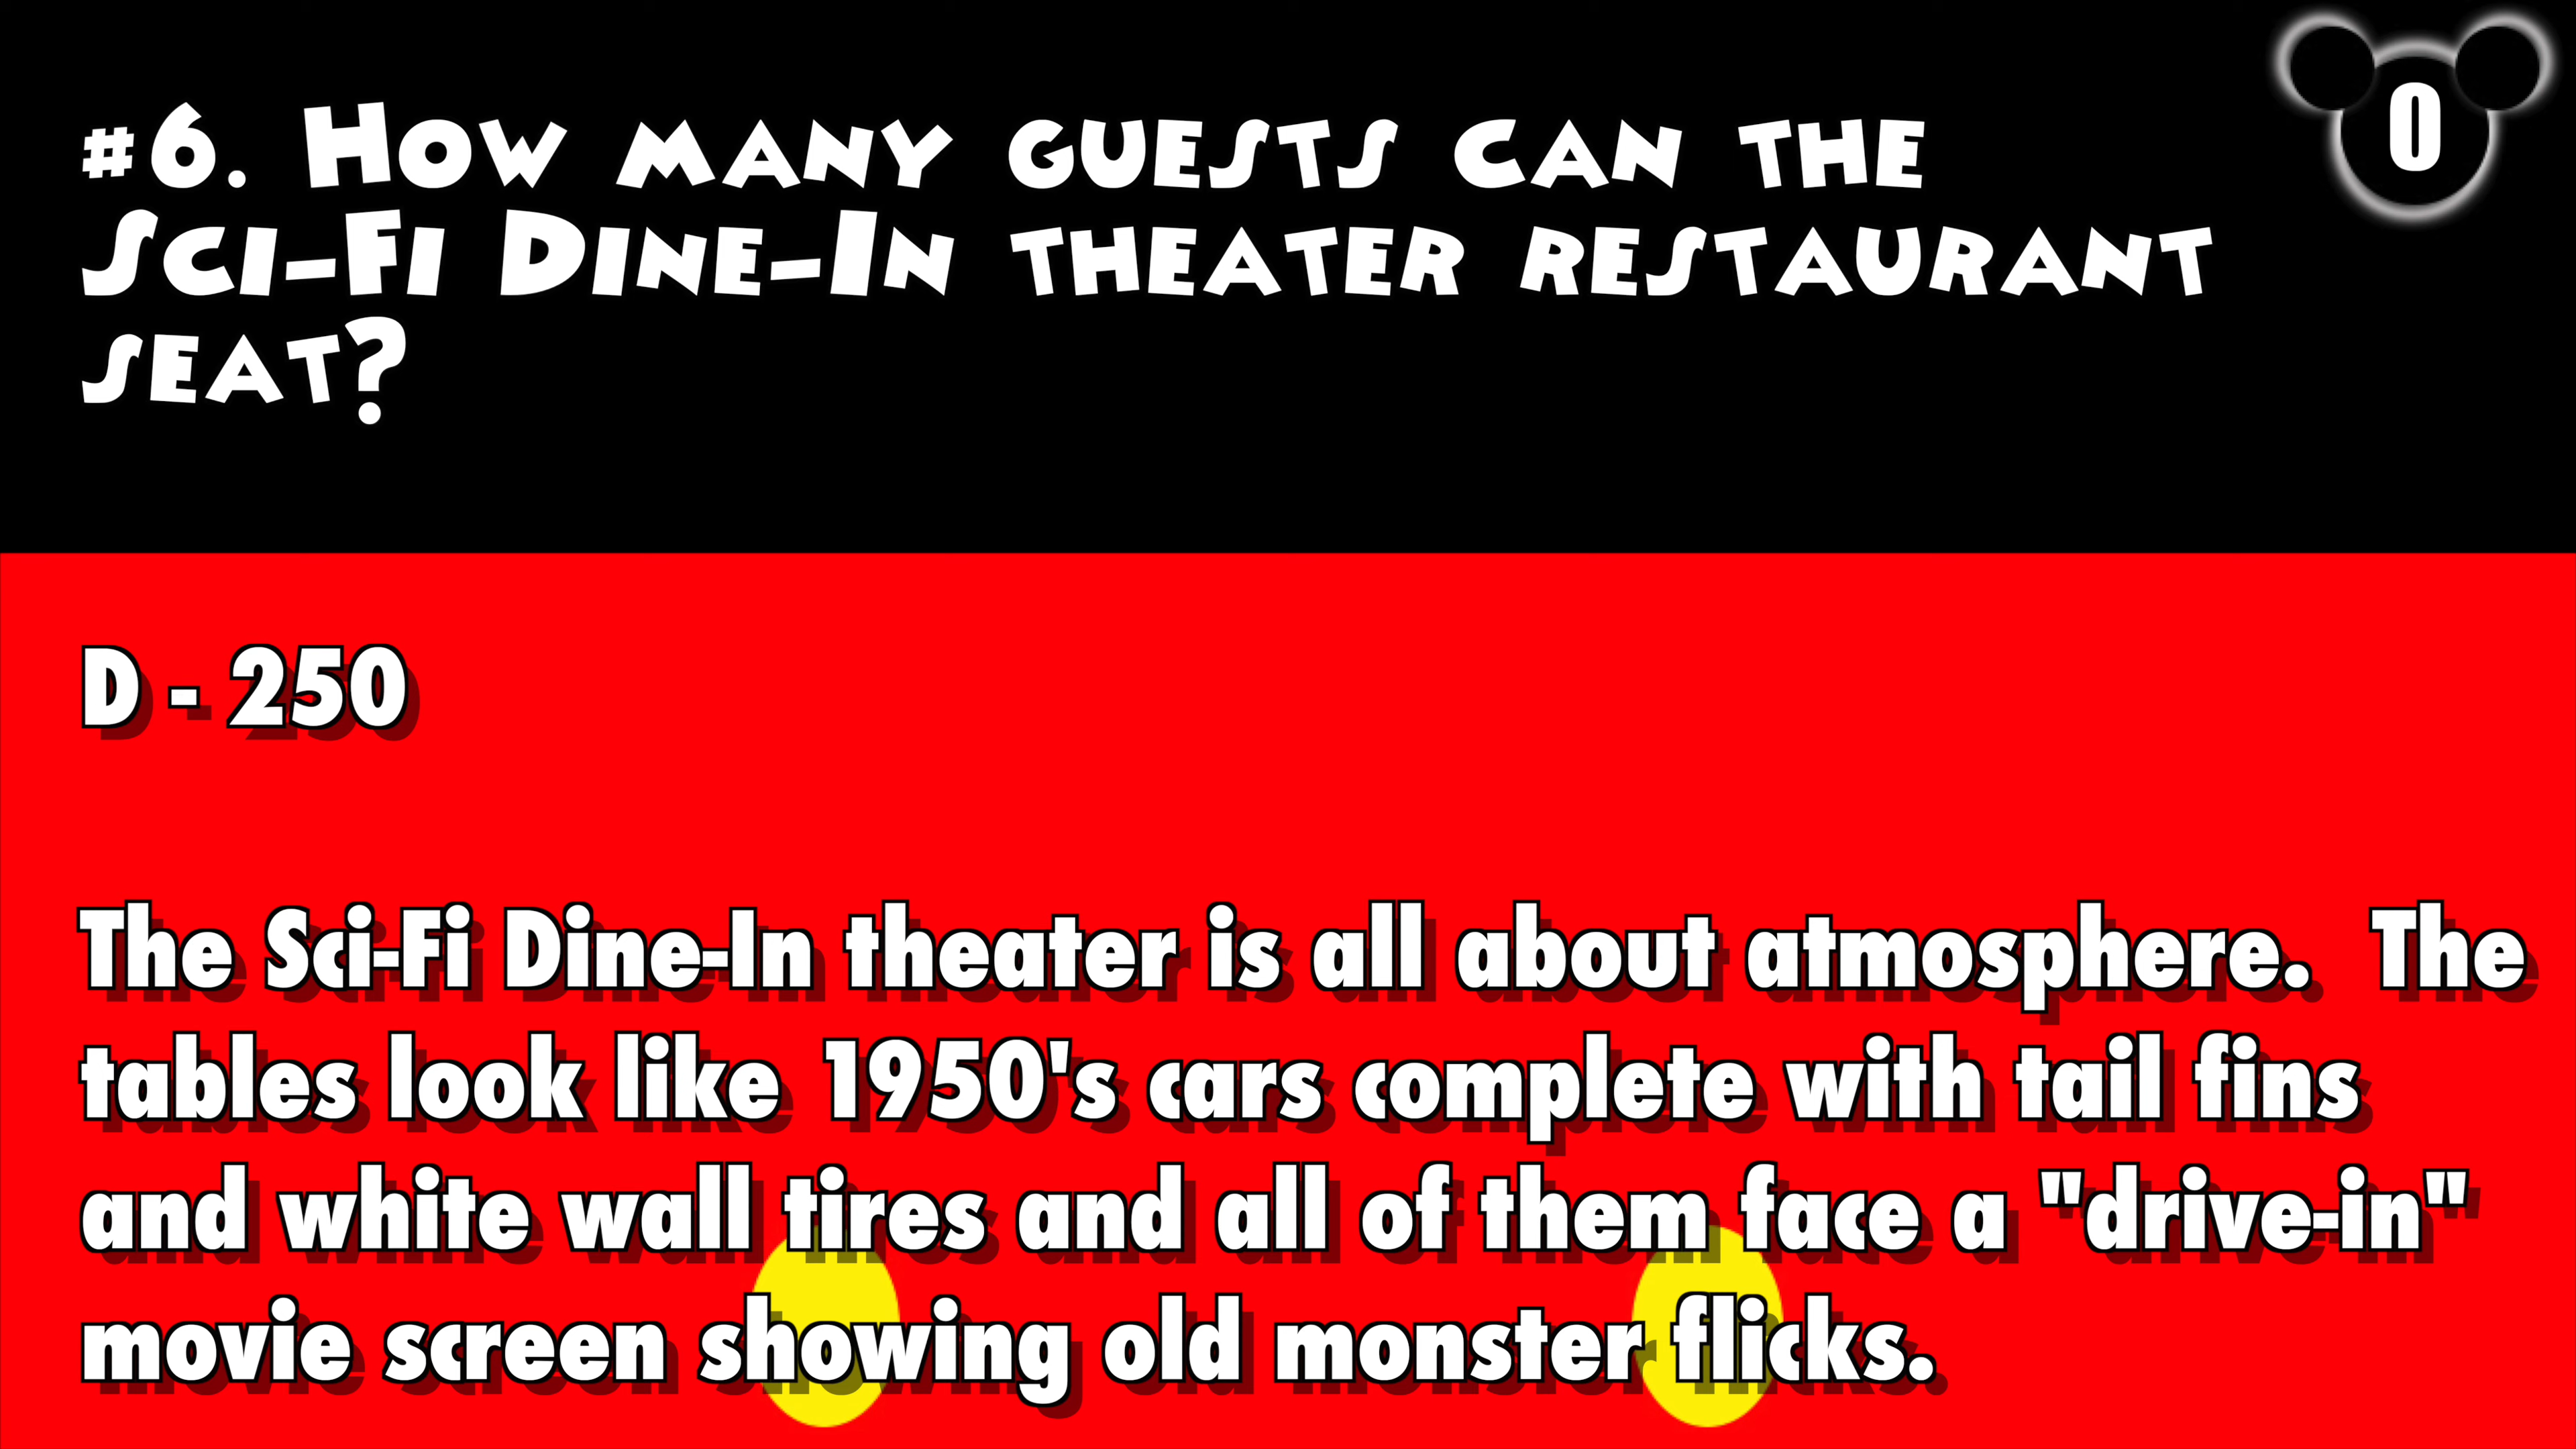 #6. How many guests can the
Sci-Fi Dine-In theater restaurant
seat?
0
D - 250
The Sci-Fi Dine-In theater is all about atmosphere. The
tables look like 1950's cars complete with tail fins
and white wall tires and all of them face a "drive-in"
movie screen showing old monster flicks.